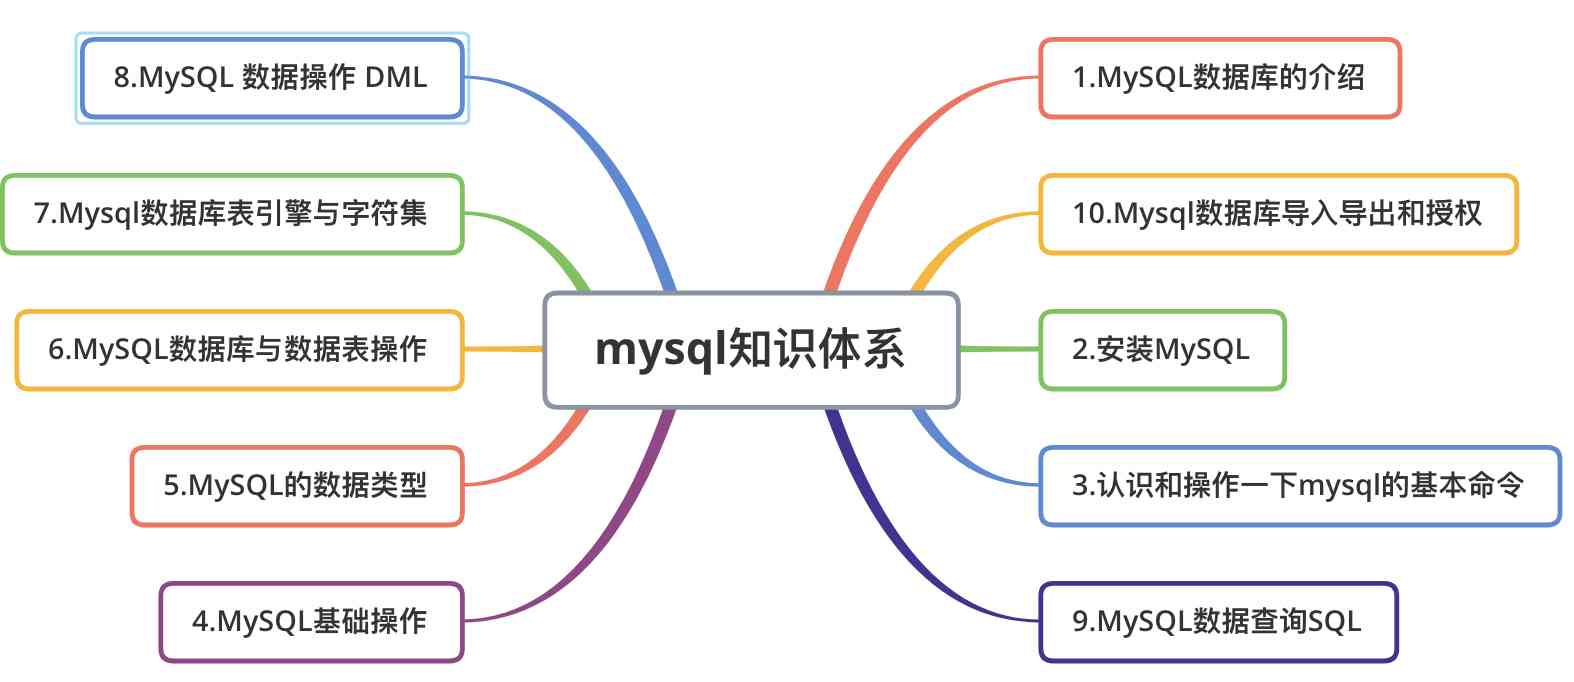 8.MySQL 数据操作 DML
7.Mysql数据库表引擎与字符集
6.MySQL数据库与数据表操作
5.MySQL的数据类型
4.MySQL基础操作
mysql知识体系
1.MySQL数据库的介绍
10.Mysql数据库导入导出和授权
2.安装MySQL
3.认识和操作一下mysql的基本命令
9.MySQL数据查询SQL